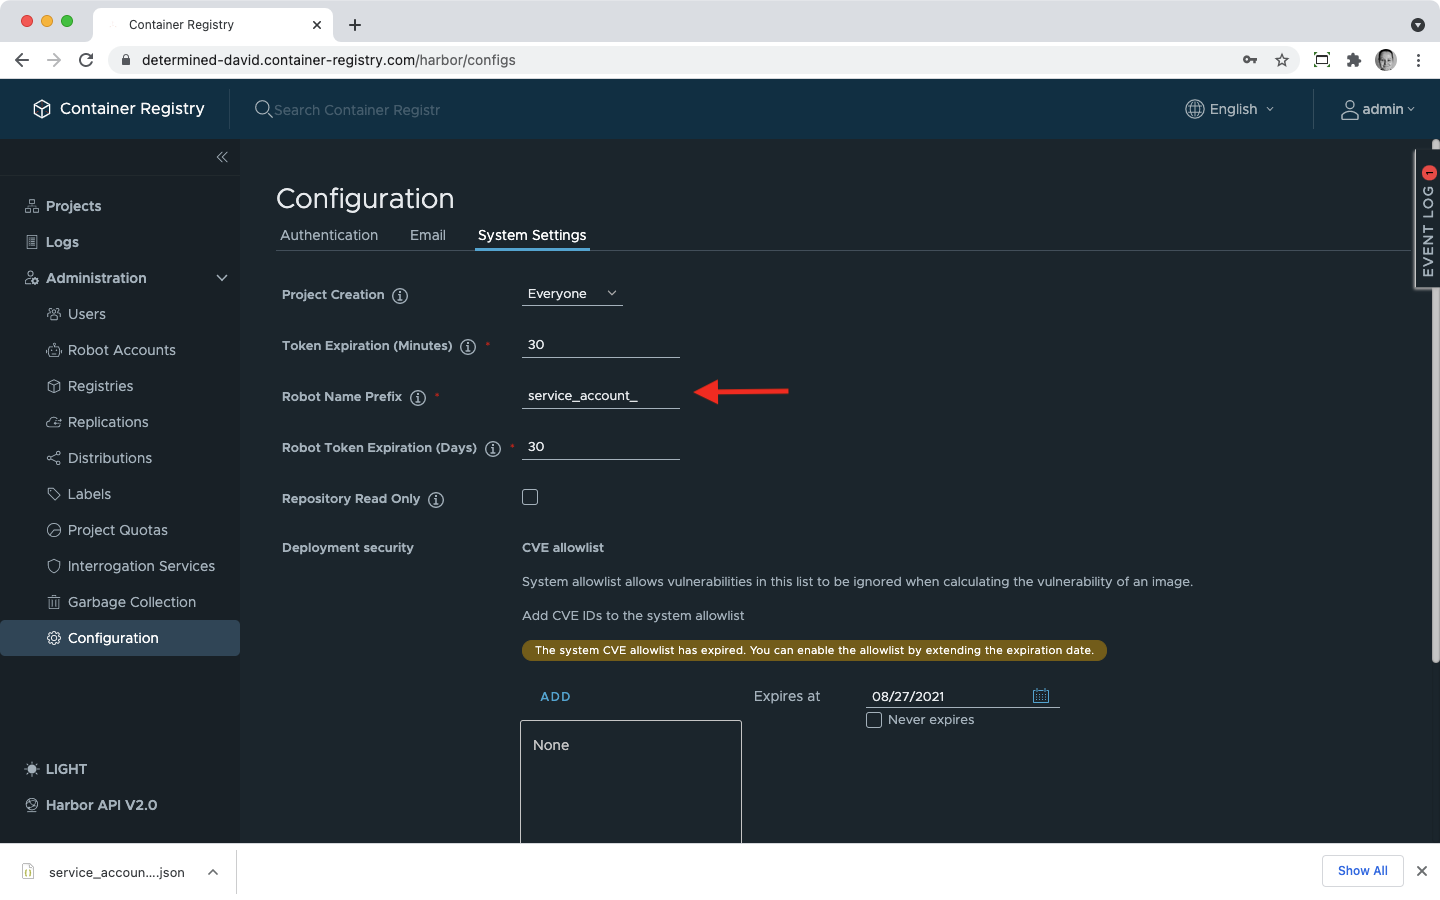 Container Registry
determined-david.container-registry.com/harbor/configs
Container Registry
Search Container Registr
English
admin
EVENT LOG 1
Projects
Logs
Administration
Users
Robot Accounts
Registries
Replications
Distributions
Labels
Project Quotas
Interrogation Services
Garbage Collection
Configuration
LIGHT
Harbor API V2.0
Configuration
Authentication Email System Settings
Project Creation Everyone
Token Expiration (Minutes) * 30
Robot Name Prefix * service_account_
Robot Token Expiration (Days) * 30
Repository Read Only
Deployment security CVE allowlist
System allowlist allows vulnerabilities in this list to be ignored when calculating the vulnerability of an image.
Add CVE IDs to the system allowlist
The system CVE allowlist has expired. You can enable the allowlist by extending the expiration date.
ADD Expires at 08/27/2021
Never expires
None
service_accoun....json
Show All